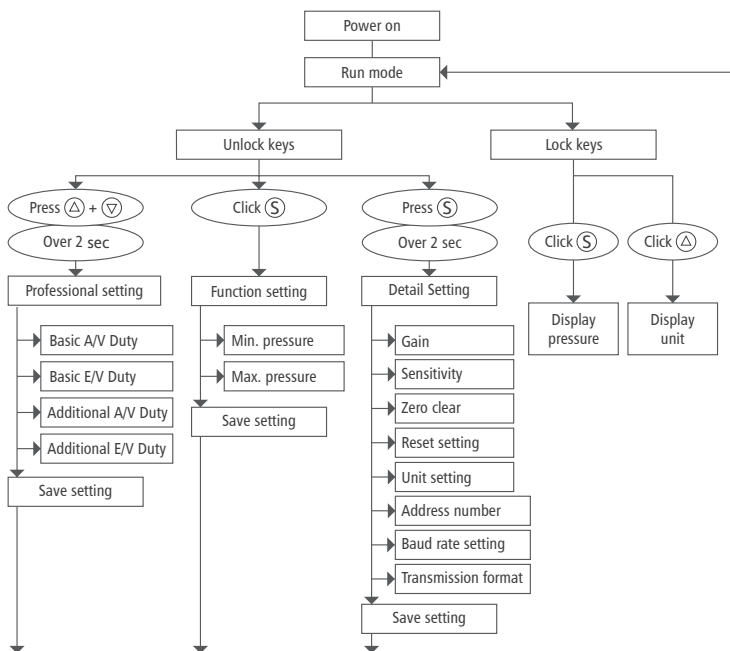 Power on
Run mode
Unlock keys
Lock keys
Press △ + ▽
Over 2 sec
Click Ⓢ
Press Ⓢ
Over 2 sec
Click Ⓢ
Click △
Professional setting
Function setting
Detail Setting
Display
pressure
Display
unit
Basic A/V Duty
Basic E/V Duty
Additional A/V Duty
Additional E/V Duty
Save setting
Min. pressure
Max. pressure
Save setting
Gain
Sensitivity
Zero clear
Reset setting
Unit setting
Address number
Baud rate setting
Transmission format
Save setting